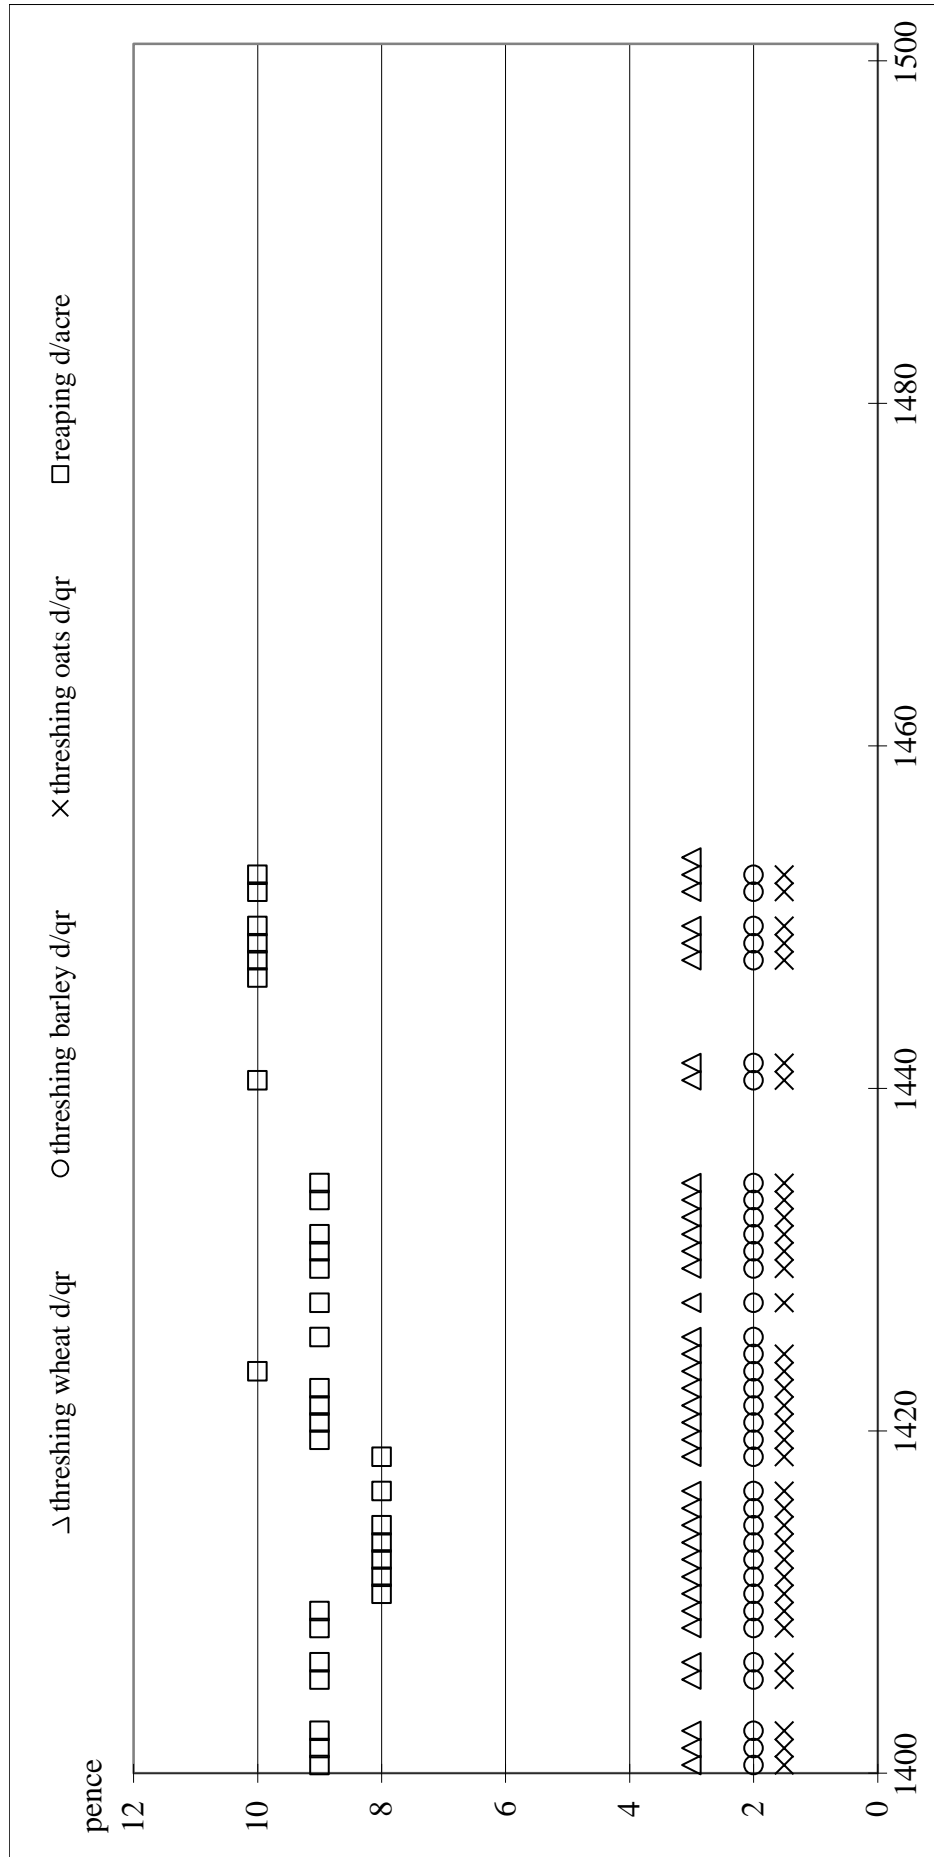 △threshing wheat d/qr ○threshing barley d/qr ×threshing oats d/qr □reaping d/acre
pence
12
10
8
6
4
2
0
1400 1420 1440 1460 1480 1500